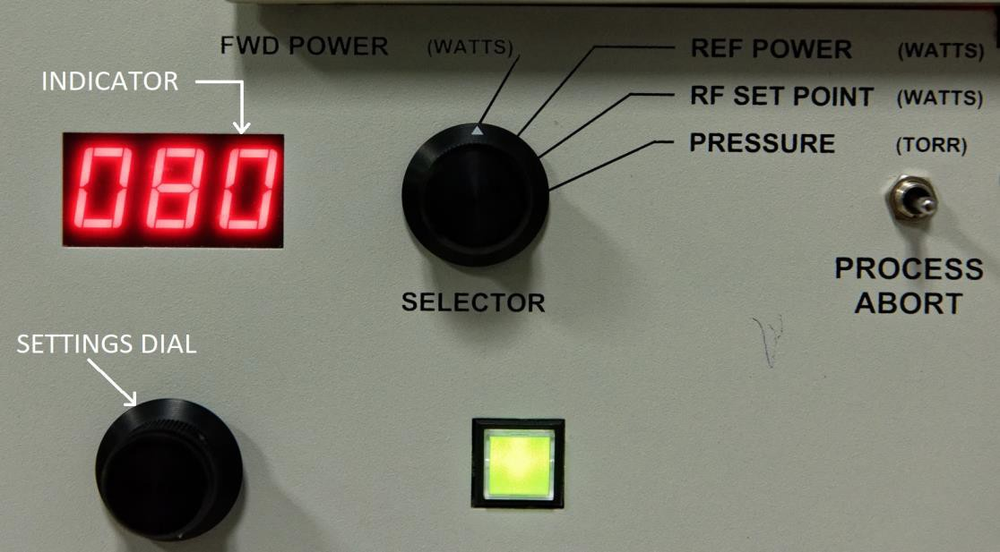 FWD POWER (WATTS)
REF POWER (WATTS)
INDICATOR
RF SET POINT (WATTS)
PRESSURE (TORR)
080
PROCESS
ABORT
SELECTOR
SETTINGS DIAL